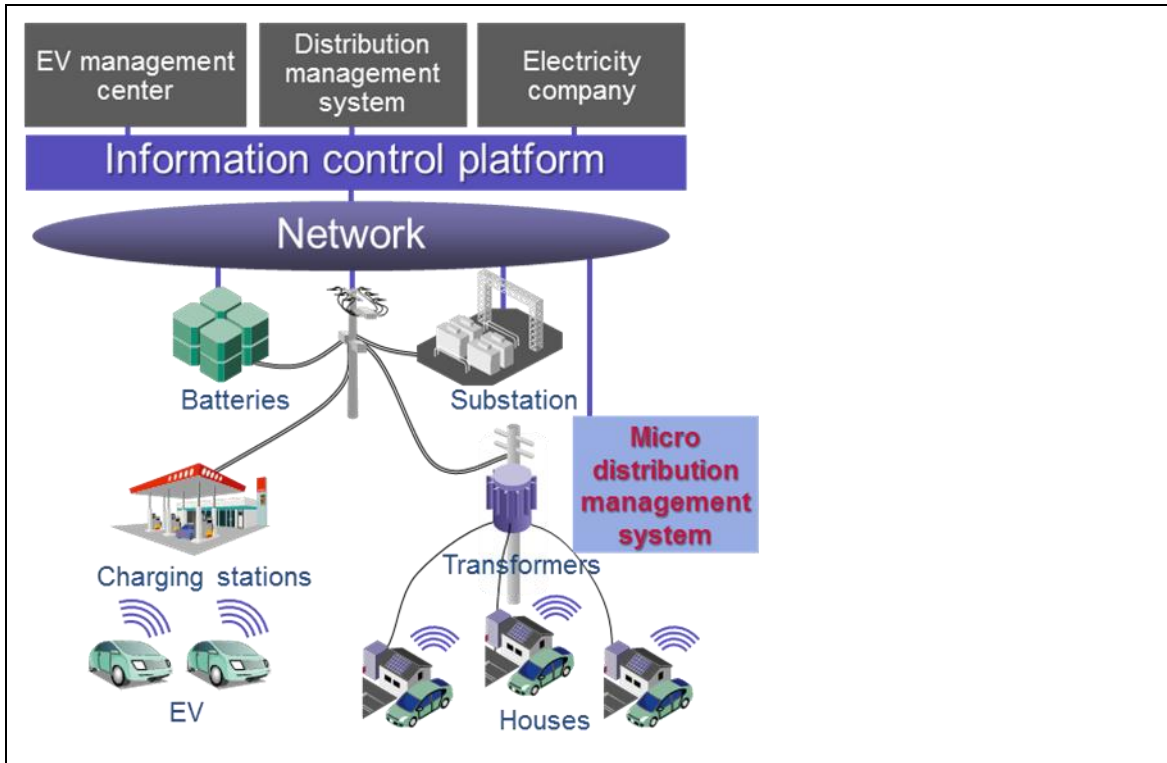 EV management
center
Distribution
management
system
Electricity
company
Information control platform
Network
Batteries
Substation
Micro
distribution
management
system
Charging stations
Transformers
EV
Houses